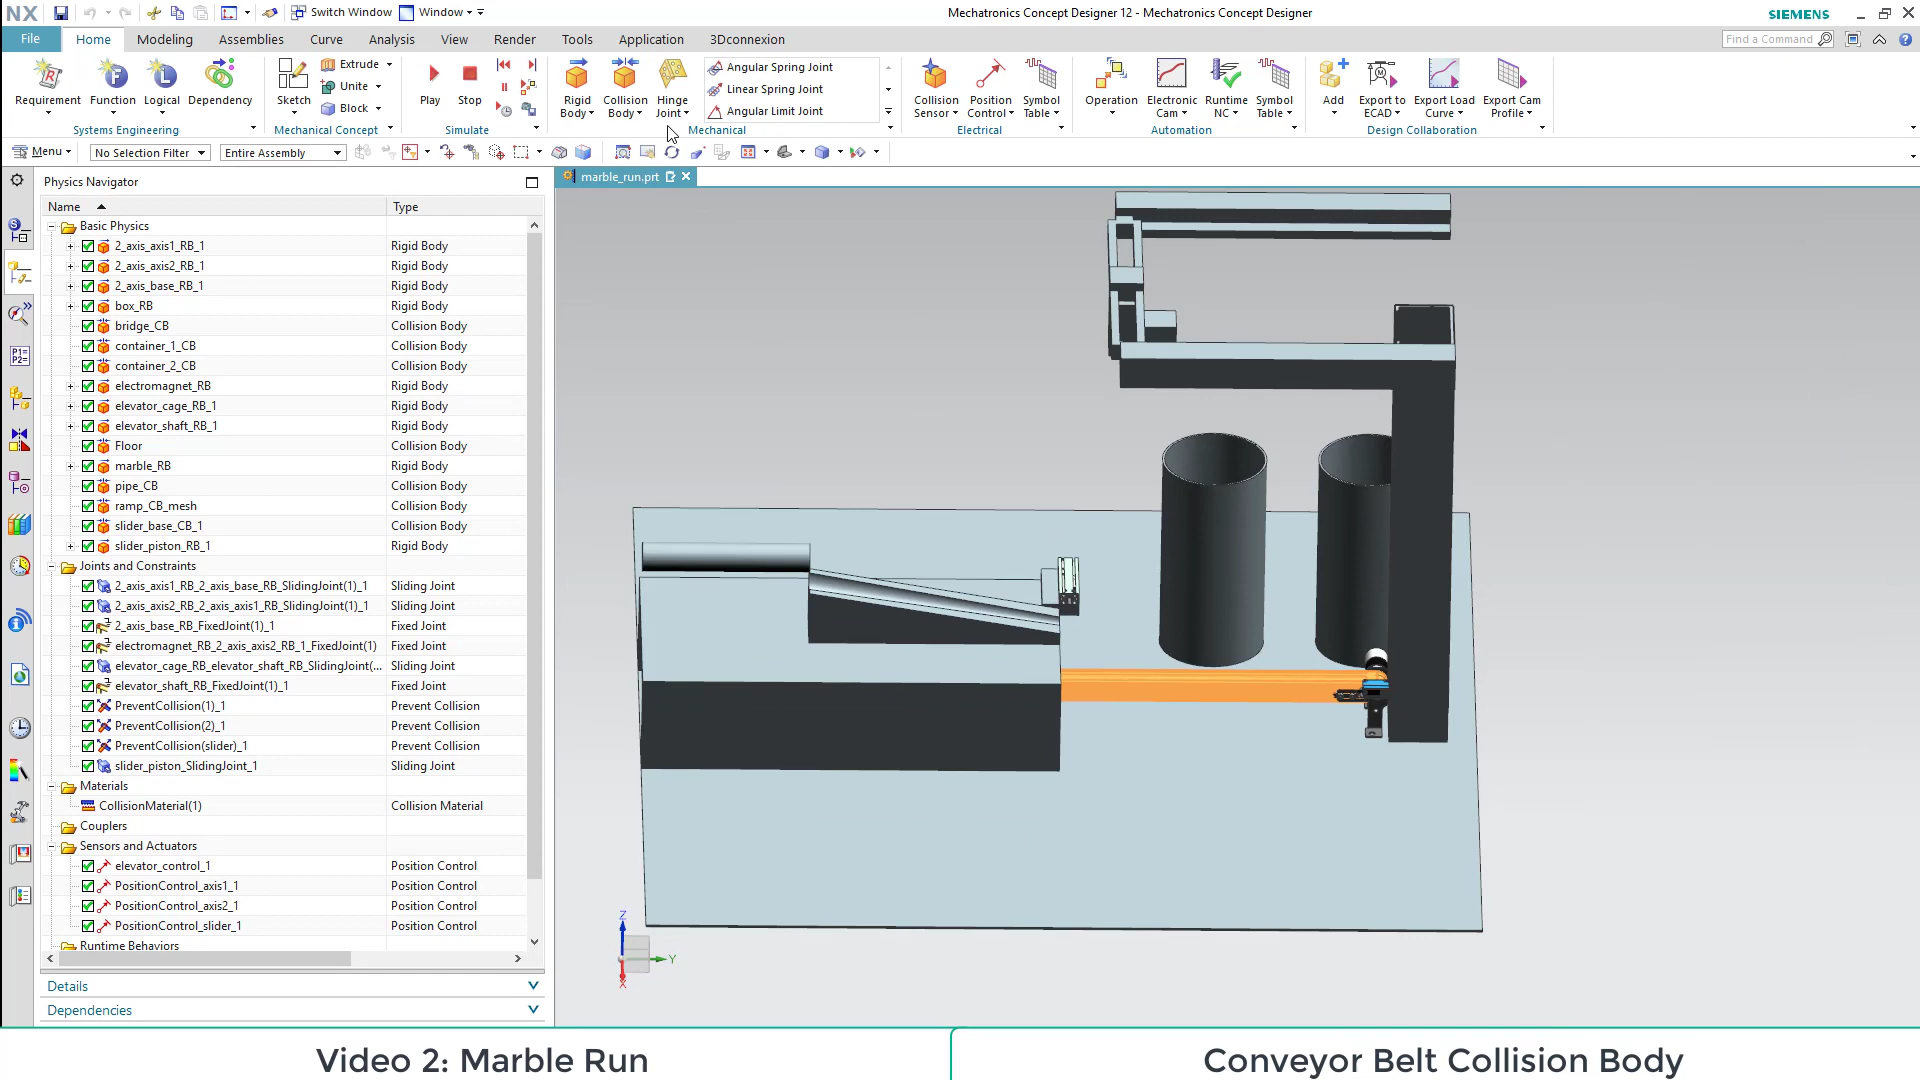 NX
Switch Window
Window
Mechatronics Concept Designer 12 - Mechatronics Concept Designer
SIEMENS
File
Home
Modeling
Assemblies
Curve
Analysis
View
Render
Tools
Application
3Dconnexion
Find a Command
Requirement
Function
Logical
Dependency
Systems Engineering
Sketch
Extrude
Unite
Block
Mechanical Concept
Play
Stop
Simulate
Rigid Body
Collision Body
Hinge Joint
Angular Spring Joint
Linear Spring Joint
Angular Limit Joint
Mechanical
Collision Sensor
Position Control
Symbol Table
Electrical
Operation
Electronic Cam
Runtime NC
Symbol Table
Automation
Add
Export to ECAD
Export Load Curve
Export Cam Profile
Design Collaboration
Menu
No Selection Filter
Entire Assembly
Physics Navigator
marble_run.prt
Name
Type
Basic Physics
2_axis_axis1_RB_1 Rigid Body
2_axis_axis2_RB_1 Rigid Body
2_axis_base_RB_1 Rigid Body
box_RB Rigid Body
bridge_CB Collision Body
container_1_CB Collision Body
container_2_CB Collision Body
electromagnet_RB Rigid Body
elevator_cage_RB_1 Rigid Body
elevator_shaft_RB_1 Rigid Body
Floor Collision Body
marble_RB Rigid Body
pipe_CB Collision Body
ramp_CB_mesh Collision Body
slider_base_CB_1 Collision Body
slider_piston_RB_1 Rigid Body
Joints and Constraints
2_axis_axis1_RB_2_axis_base_RB_SlidingJoint(1)_1 Sliding Joint
2_axis_axis2_RB_2_axis_axis1_RB_SlidingJoint(1)_1 Sliding Joint
2_axis_base_RB_FixedJoint(1)_1 Fixed Joint
electromagnet_RB_2_axis_axis2_RB_1_FixedJoint(1) Fixed Joint
elevator_cage_RB_elevator_shaft_RB_SlidingJoint(... Sliding Joint
elevator_shaft_RB_FixedJoint(1)_1 Fixed Joint
PreventCollision(1)_1 Prevent Collision
PreventCollision(2)_1 Prevent Collision
PreventCollision(slider)_1 Prevent Collision
slider_piston_SlidingJoint_1 Sliding Joint
Materials
CollisionMaterial(1) Collision Material
Couplers
Sensors and Actuators
elevator_control_1 Position Control
PositionControl_axis1_1 Position Control
PositionControl_axis2_1 Position Control
PositionControl_slider_1 Position Control
Runtime Behaviors
Details
Dependencies
Z
Y
X
Video 2: Marble Run
Conveyor Belt Collision Body